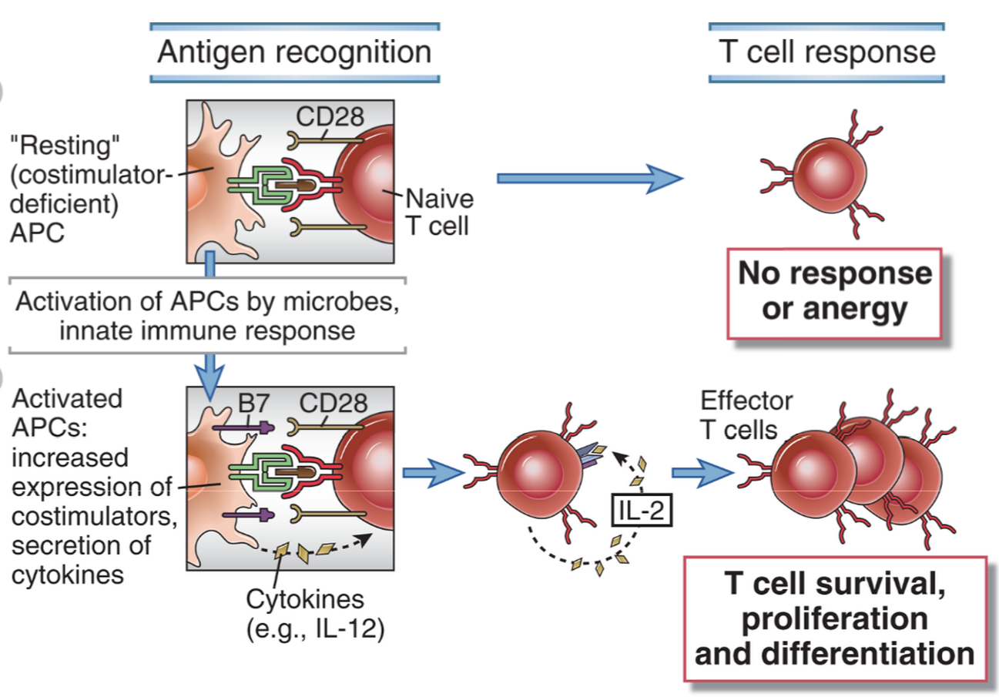 Antigen recognition
T cell response
"Resting"
(costimulator-
deficient)
APC
CD28
Naive
T cell
No response
or anergy
Activation of APCs by microbes,
innate immune response
Activated
APCs:
increased
expression of
costimulators,
secretion of
cytokines
B7
CD28
Cytokines
(e.g., IL-12)
IL-2
Effector
T cells
T cell survival,
proliferation
and differentiation